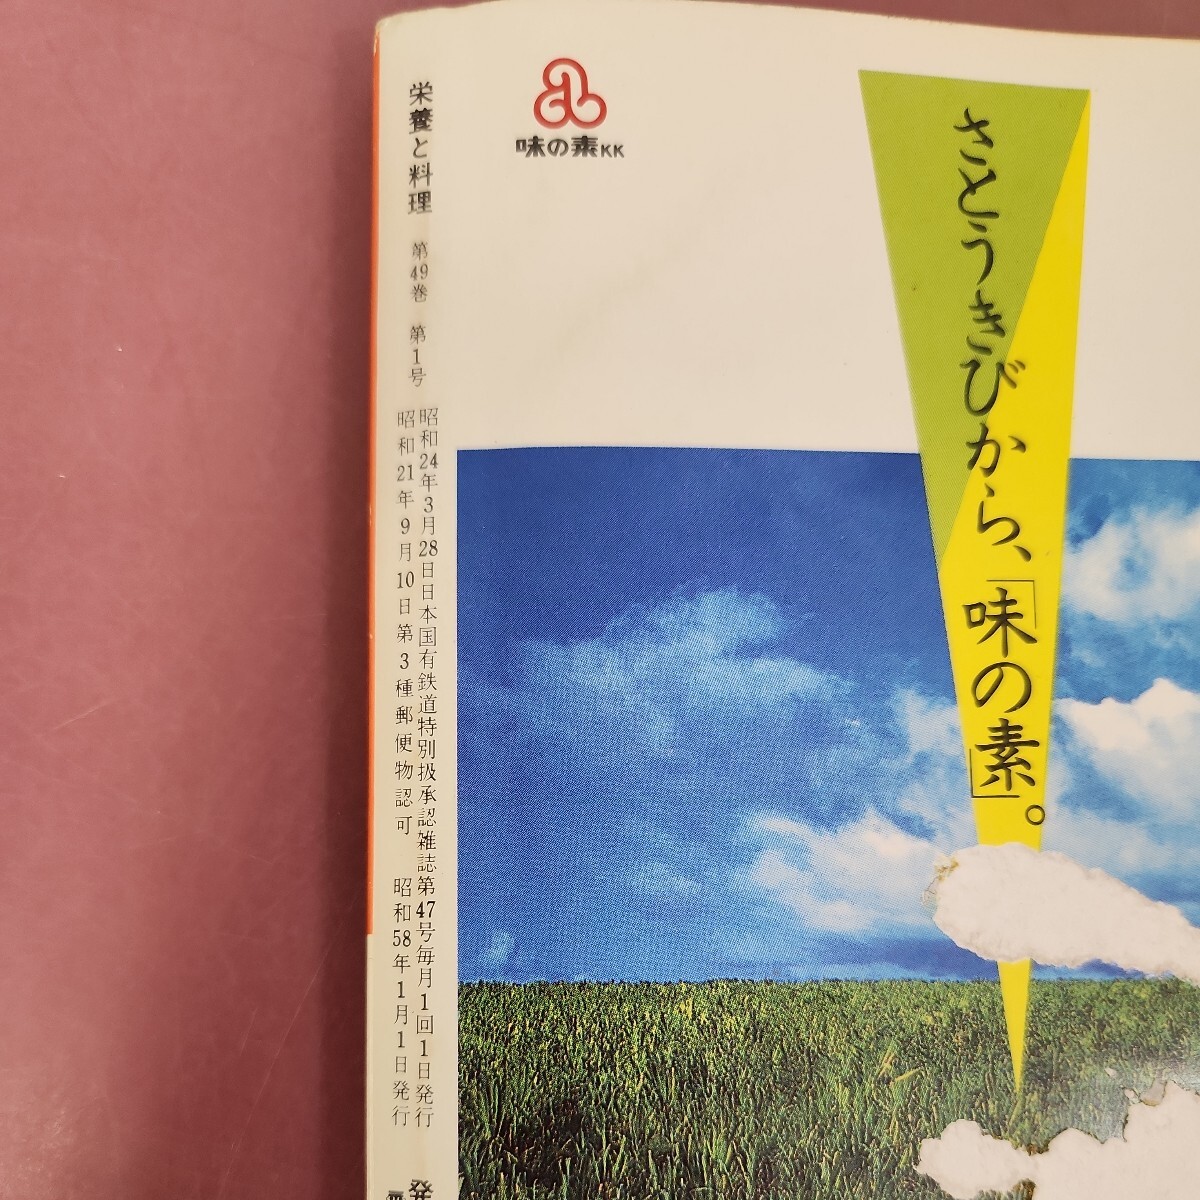 味の素KK
さとうきびから、「味の素」。
栄養と料理 第49巻 第1号
昭和24年3月28日日本国有鉄道特別扱承認雑誌第47号毎月1回1日発行
昭和21年9月10日第3種郵便物認可 昭和58年1月1日発行
発